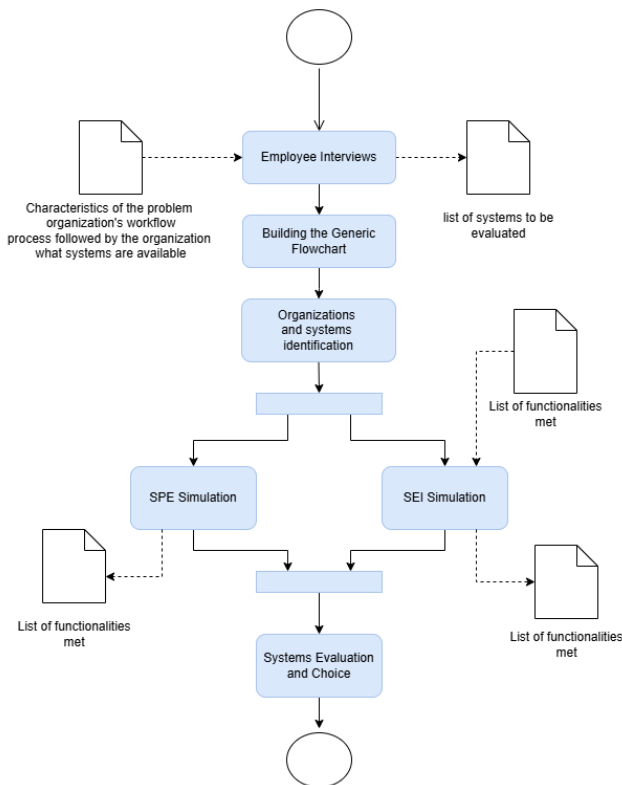 Employee Interviews
Characteristics of the problem
organization's workflow
process followed by the organization
what systems are available
list of systems to be
evaluated
Building the Generic
Flowchart
Organizations
and systems
identification
List of functionalities
met
SPE Simulation
SEI Simulation
List of functionalities
met
List of functionalities
met
Systems Evaluation
and Choice